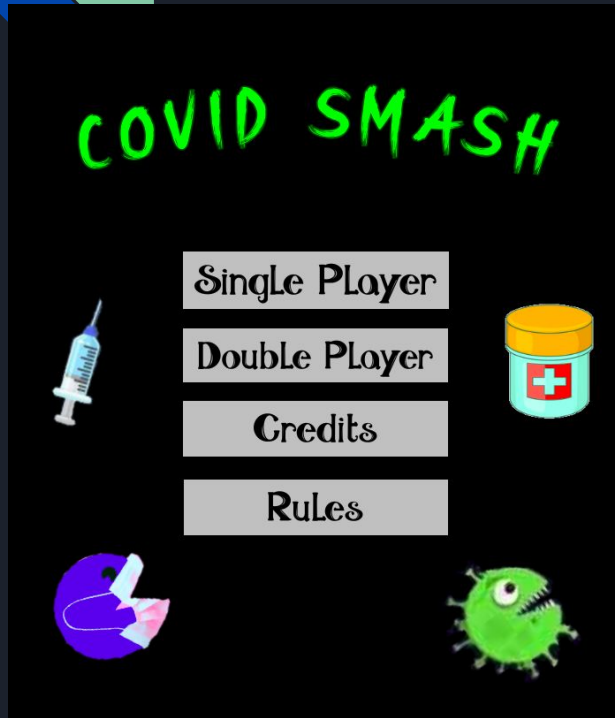 COVID SMASH
Single Player
Double Player
Credits
Rules